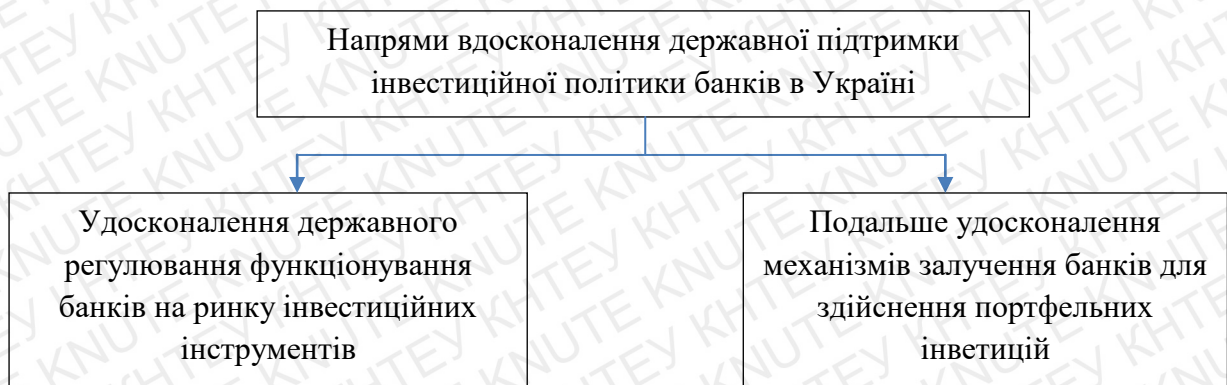 Напрями вдосконалення державної підтримки
інвестиційної політики банків в Україні
Удосконалення державного
регулювання функціонування
банків на ринку інвестиційних
інструментів
Подальше удосконалення
механізмів залучення банків для
здійснення портфельних
інветицій